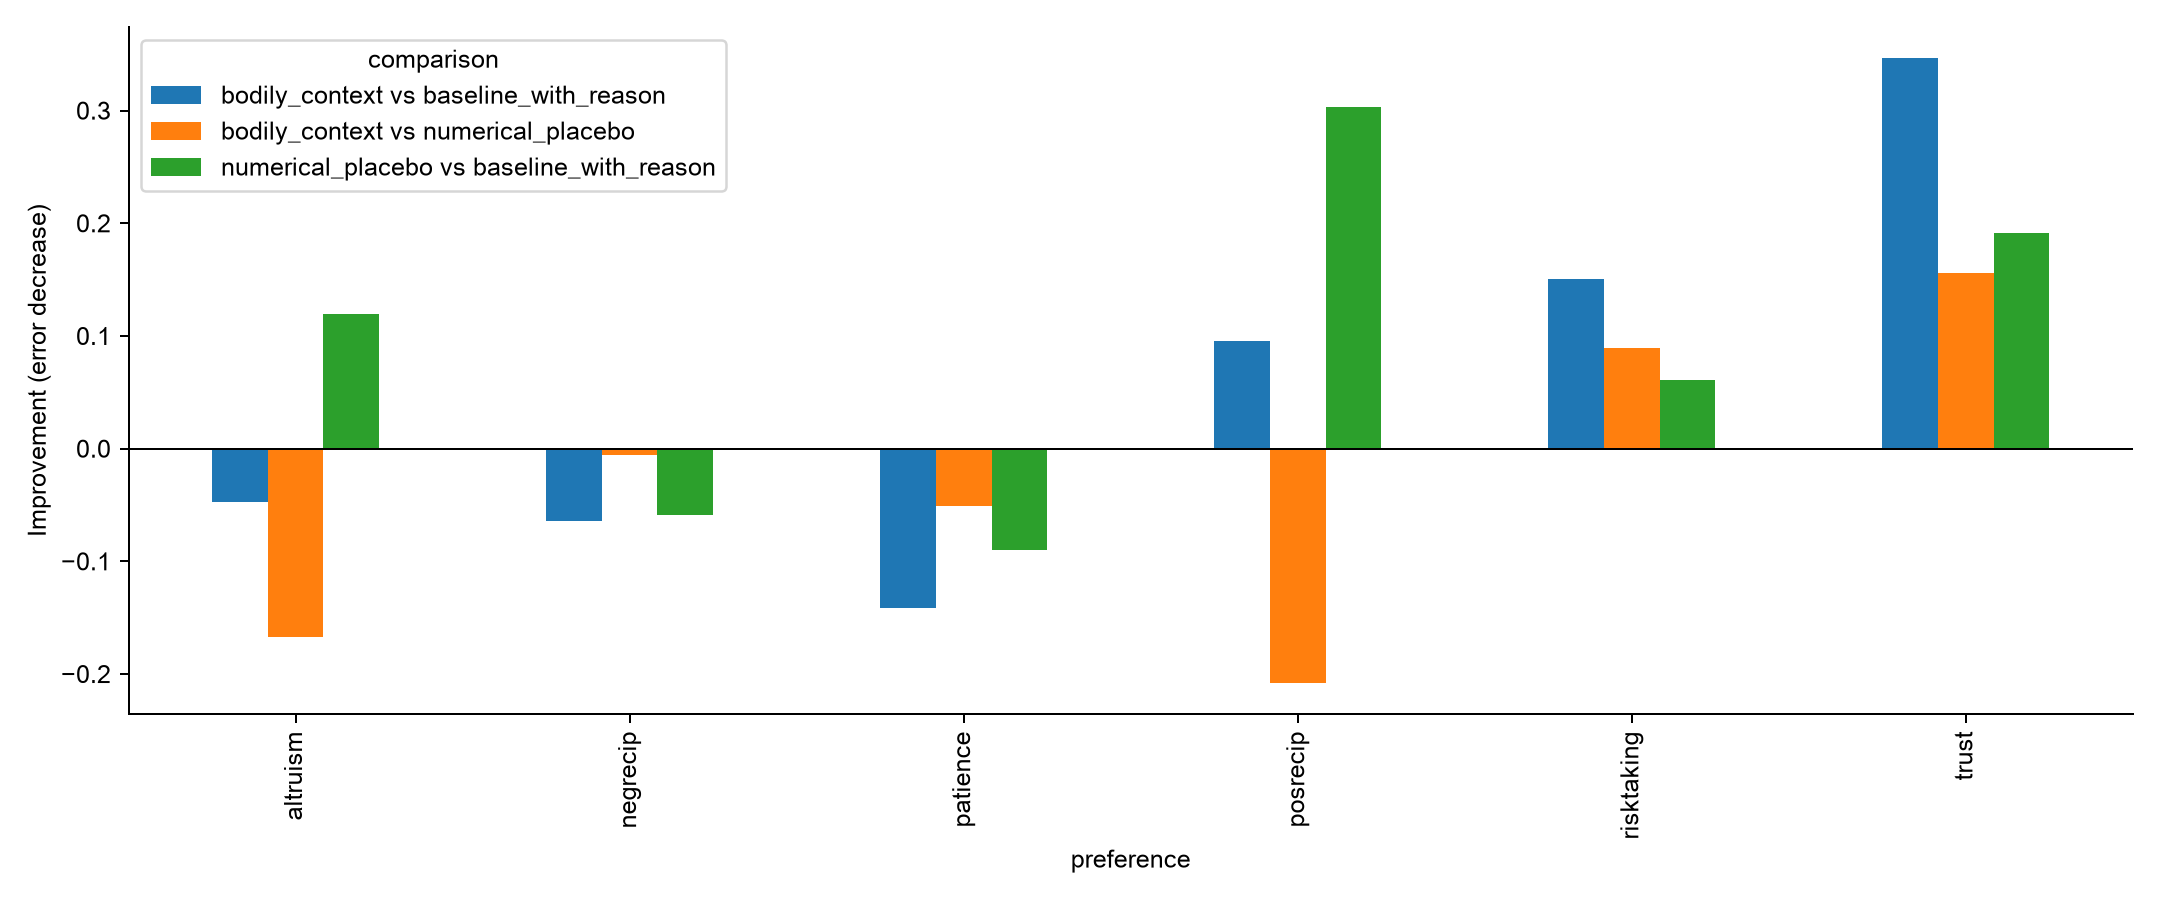 comparison
bodily_context vs baseline_with_reason
bodily_context vs numerical_placebo
numerical_placebo vs baseline_with_reason
Improvement (error decrease)
0.3
0.2
0.1
0.0
−0.1
−0.2
altruism
negrecip
patience
posrecip
risktaking
trust
preference